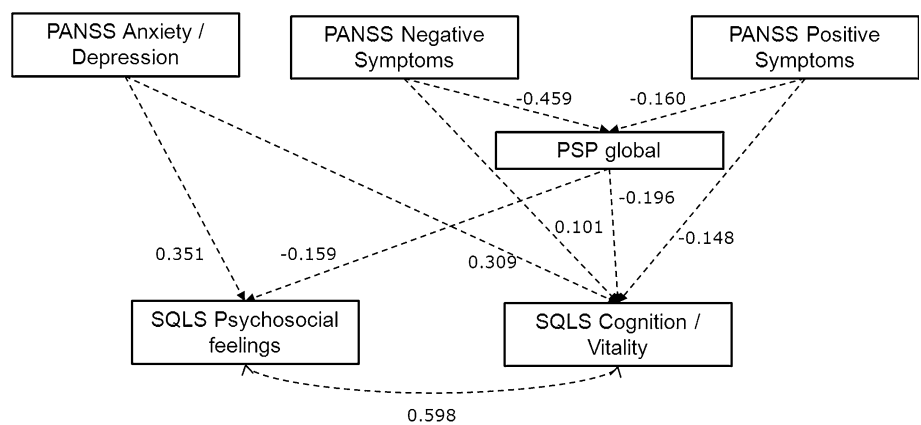 PANSS Anxiety /
Depression
PANSS Negative
Symptoms
PANSS Positive
Symptoms
-0.459
-0.160
PSP global
-0.196
0.101
-0.148
0.351
-0.159
0.309
SQLS Psychosocial
feelings
SQLS Cognition /
Vitality
0.598